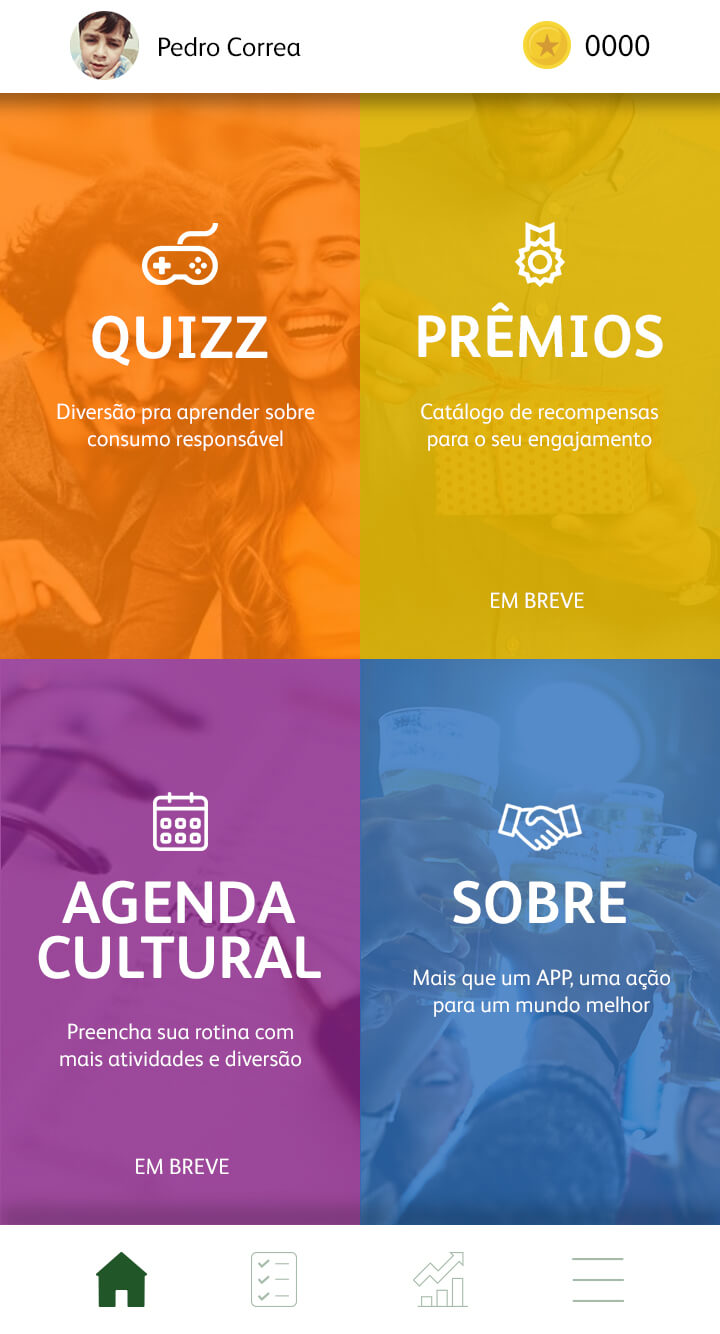 Pedro Correa
0000
QUIZZ
Diversão pra aprender sobre
consumo responsável
PRÊMIOS
Catálogo de recompensas
para o seu engajamento
EM BREVE
AGENDA
CULTURAL
Preencha sua rotina com
mais atividades e diversão
EM BREVE
SOBRE
Mais que um APP, uma ação
para um mundo melhor